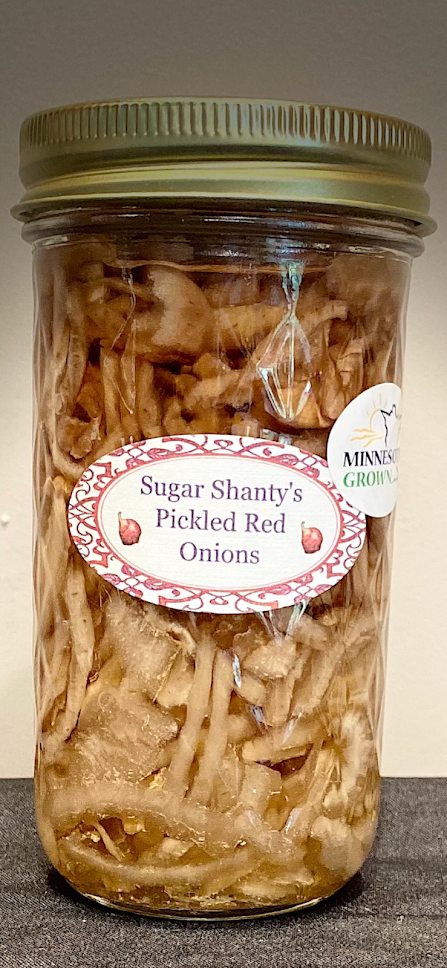 Sugar Shanty's
Pickled Red
Onions
GROWN